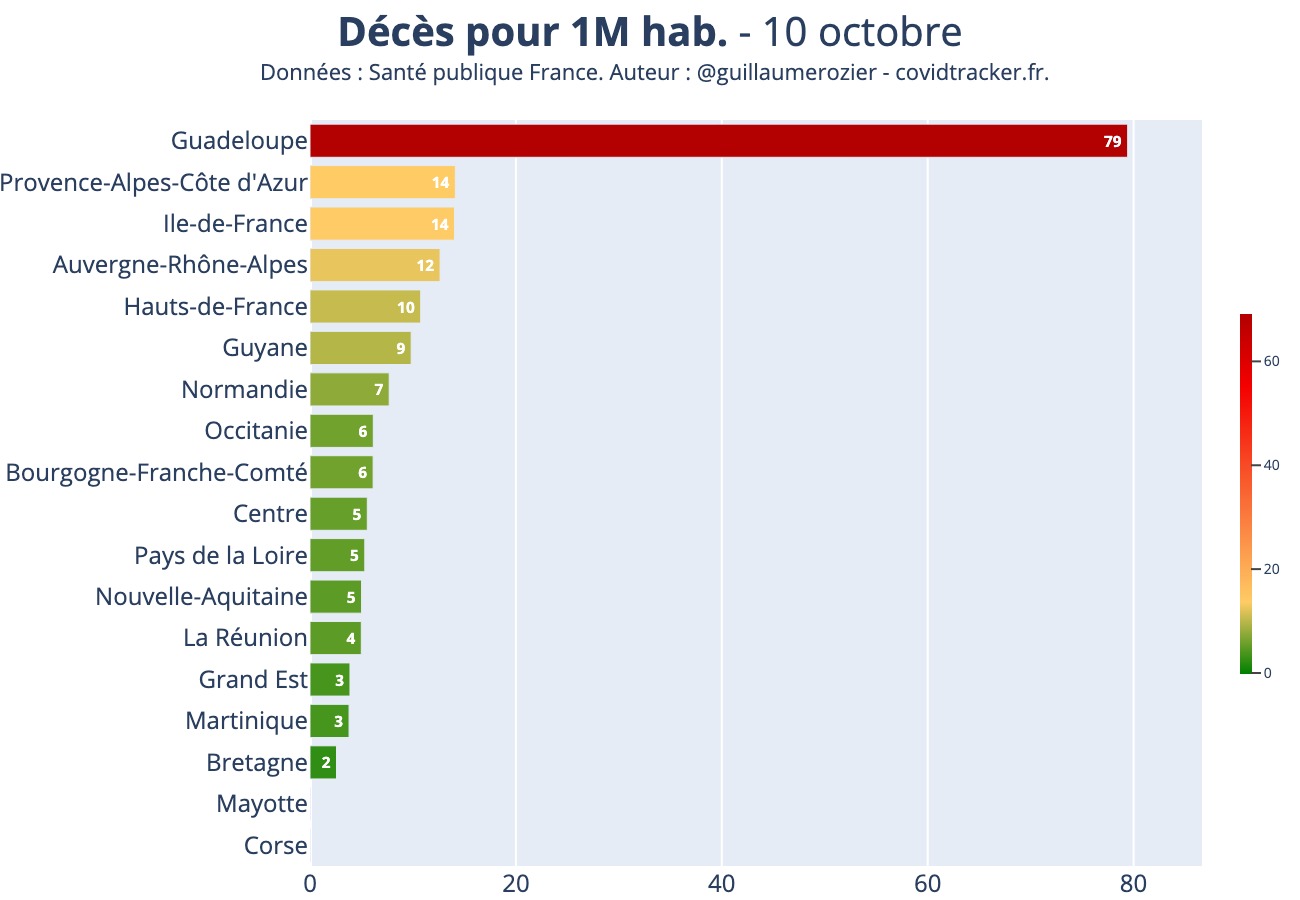 Décès pour 1M hab. - 10 octobre
Données : Santé publique France. Auteur : @guillaumerozier - covidtracker.fr.
Guadeloupe 79
Provence-Alpes-Côte d'Azur 14
Ile-de-France 14
Auvergne-Rhône-Alpes 12
Hauts-de-France 10
Guyane 9
Normandie 7
Occitanie 6
Bourgogne-Franche-Comté 6
Centre 5
Pays de la Loire 5
Nouvelle-Aquitaine 5
La Réunion 4
Grand Est 3
Martinique 3
Bretagne 2
Mayotte
Corse
0 20 40 60 80
60
40
20
0